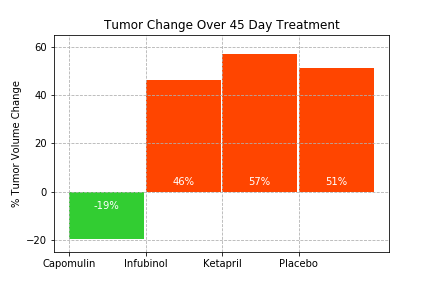 Tumor Change Over 45 Day Treatment
% Tumor Volume Change
60
40
20
0
−20
-19%
46%
57%
51%
Capomulin
Infubinol
Ketapril
Placebo